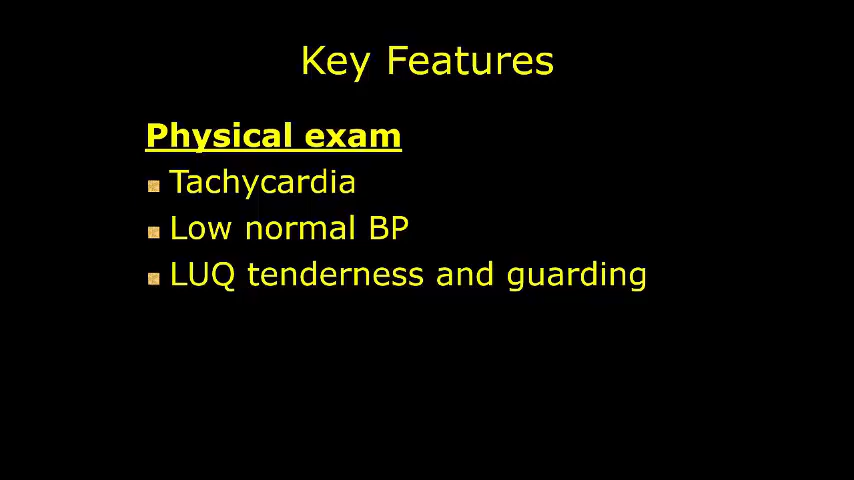 Key Features
Physical exam
Tachycardia
Low normal BP
LUQ tenderness and guarding